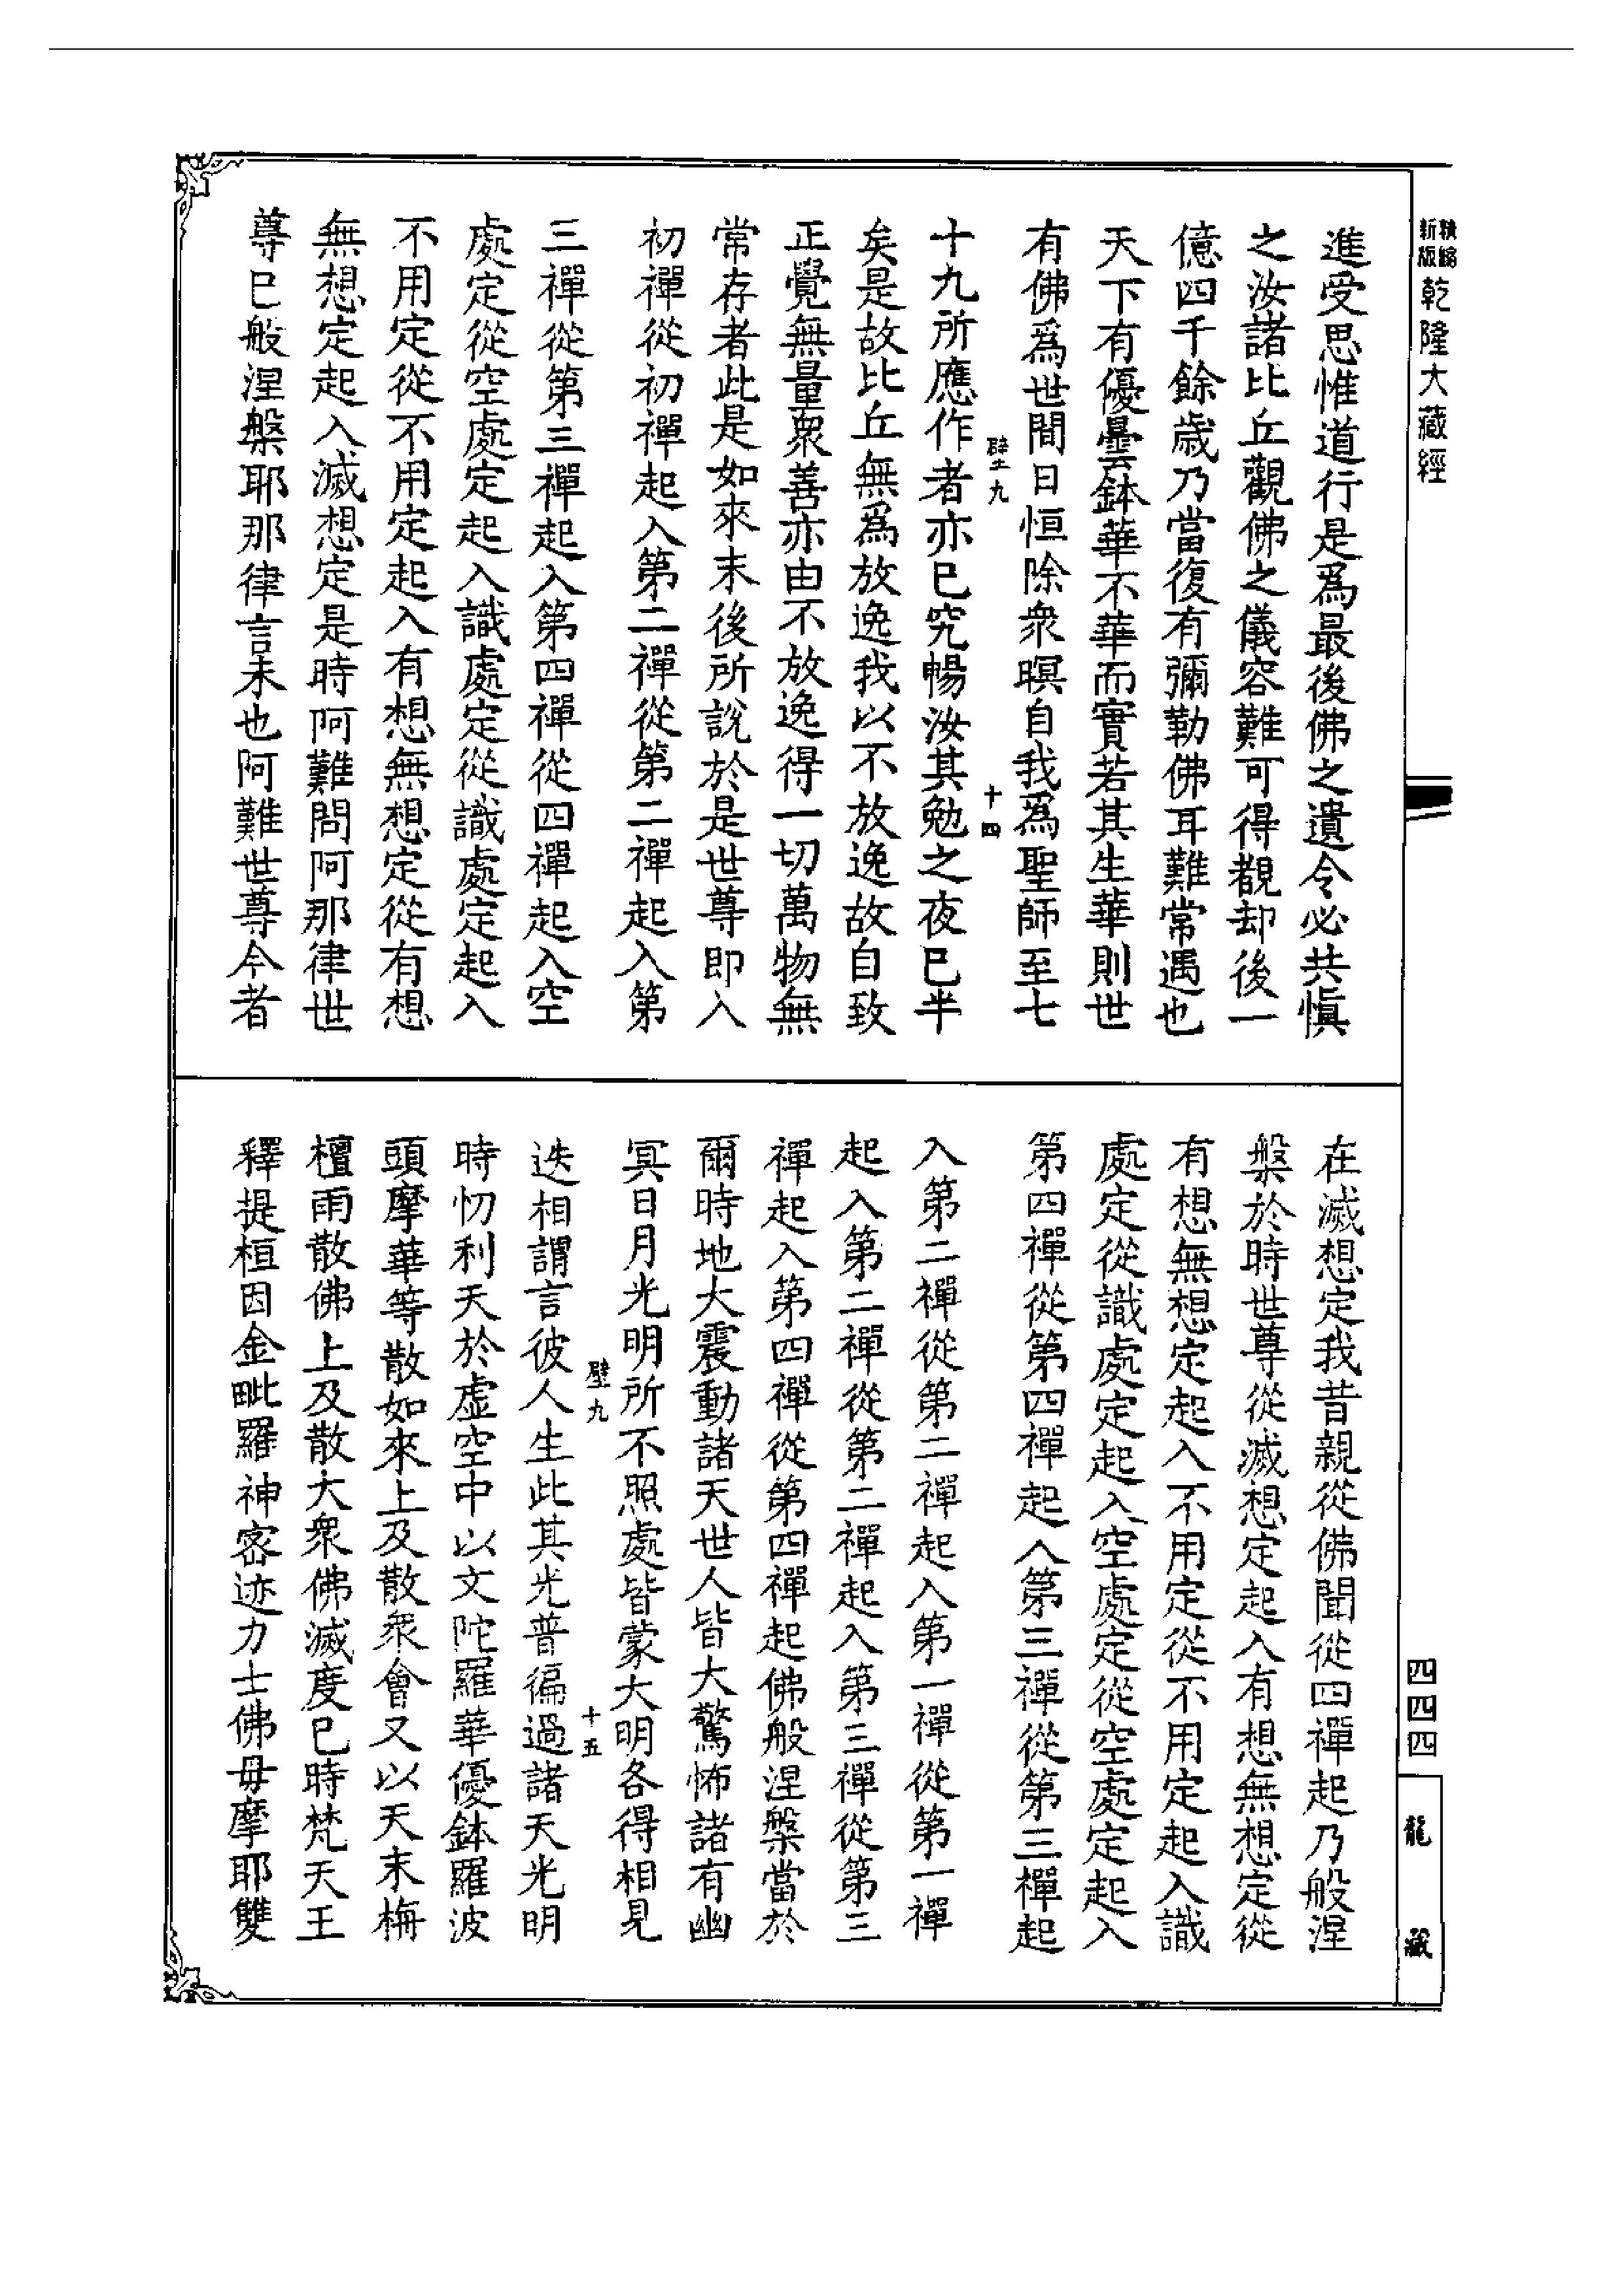 新版
精縮
乾隆大藏經
進受思惟道行是爲最後佛之遺令必共愼
之汝諸比丘觀佛之儀容難可得覩却後一
億四千餘歲乃當復有彌勒佛耳難常遇也
天下有優曇鉢華不華而實若其生華則世
有佛爲世間日恒除衆暝自我爲聖師至七
壁九
十四
十九所應作者亦已究暢汝其勉之夜已半
矣是故比丘無爲放逸我以不放逸故自致
正覺無量衆善亦由不放逸得一切萬物無
常存者此是如來末後所說於是世尊即入
初禪從初禪起入第二禪從第二禪起入第
三禪從第三禪起入第四禪從四禪起入空
處定從空處定起入識處定從識處定起入
不用定從不用定起入有想無想定從有想
無想定起入滅想定是時阿難問阿那律世
尊已般涅槃耶那律言未也阿難世尊今者
在滅想定我昔親從佛聞從四禪起乃般涅
槃於時世尊從滅想定起入有想無想定從
有想無想定起入不用定從不用定起入識
處定從識處定起入空處定從空處定起入
第四禪從第四禪起入第三禪從第三禪起
入第二禪從第二禪起入第一禪從第一禪
起入第二禪從第二禪起入第三禪從第三
禪起入第四禪從第四禪起佛般涅槃當於
爾時地大震動諸天世人皆大驚怖諸有幽
冥日月光明所不照處皆蒙大明各得相見
壁九
十五
迭相謂言彼人生此其光普徧過諸天光明
時忉利天於虛空中以文陀羅華優鉢羅波
頭摩華等散如來上及散衆會又以天末栴
檀雨散佛上及散大衆佛滅度已時梵天王
釋提桓因金毗羅神密迹力士佛母摩耶雙
四四四
龍藏